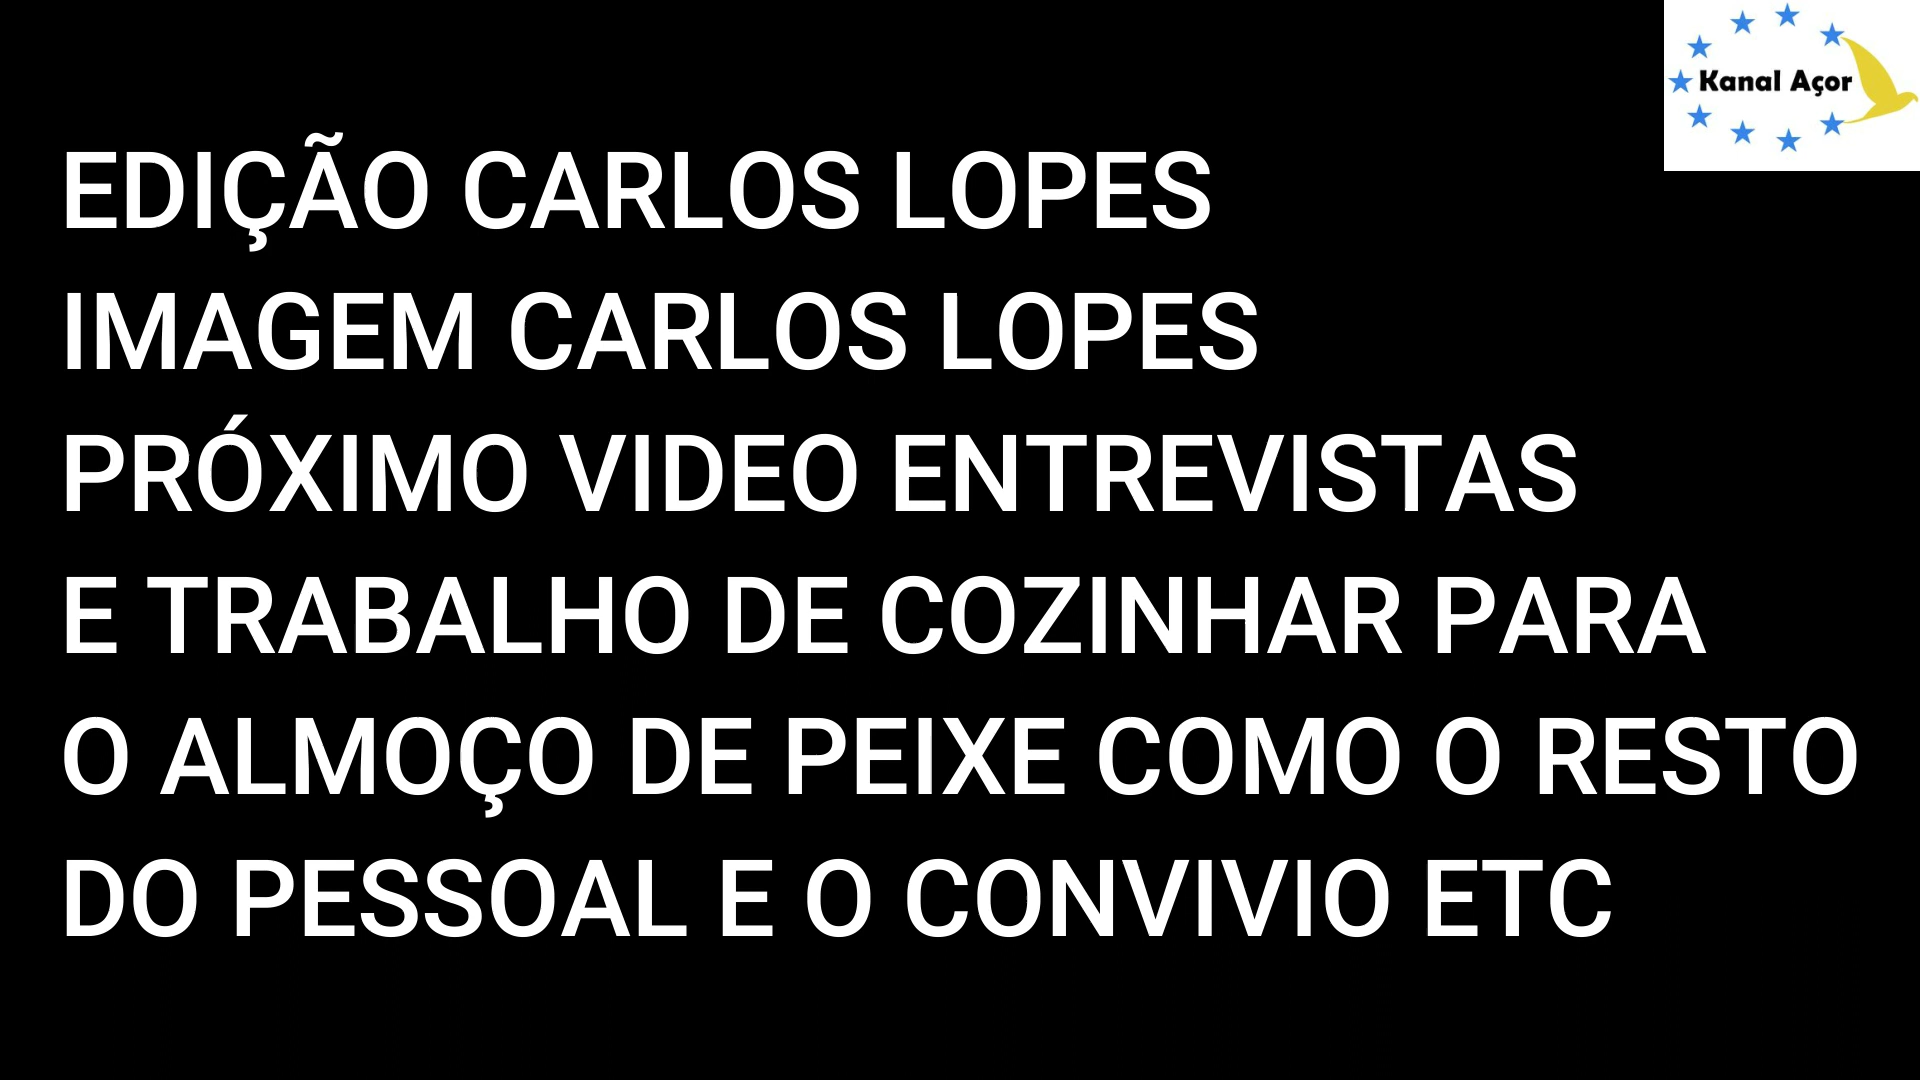 Kanal Açor
EDIÇÃO CARLOS LOPES
IMAGEM CARLOS LOPES
PRÓXIMO VIDEO ENTREVISTAS
E TRABALHO DE COZINHAR PARA
O ALMOÇO DE PEIXE COMO O RESTO
DO PESSOAL E O CONVIVIO ETC